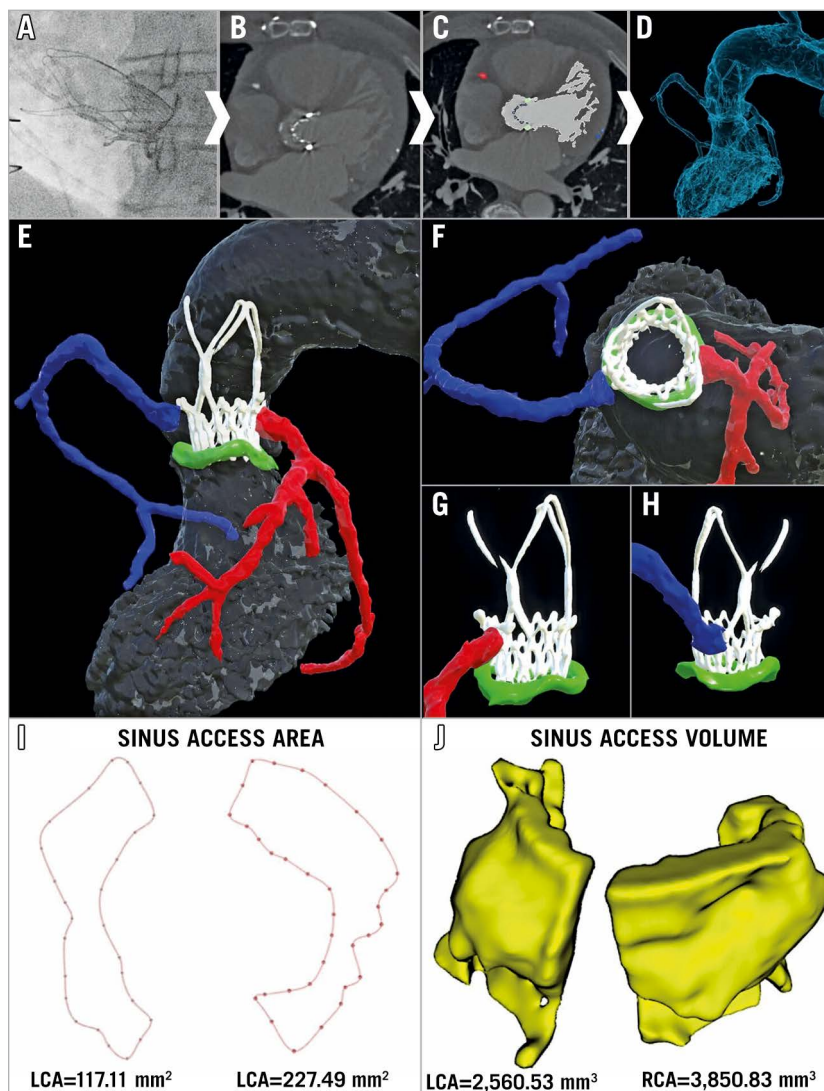 A
B
C
D
E
F
G
H
I
SINUS ACCESS AREA
J
SINUS ACCESS VOLUME
LCA=117.11 mm²
LCA=227.49 mm²
LCA=2,560.53 mm³
RCA=3,850.83 mm³